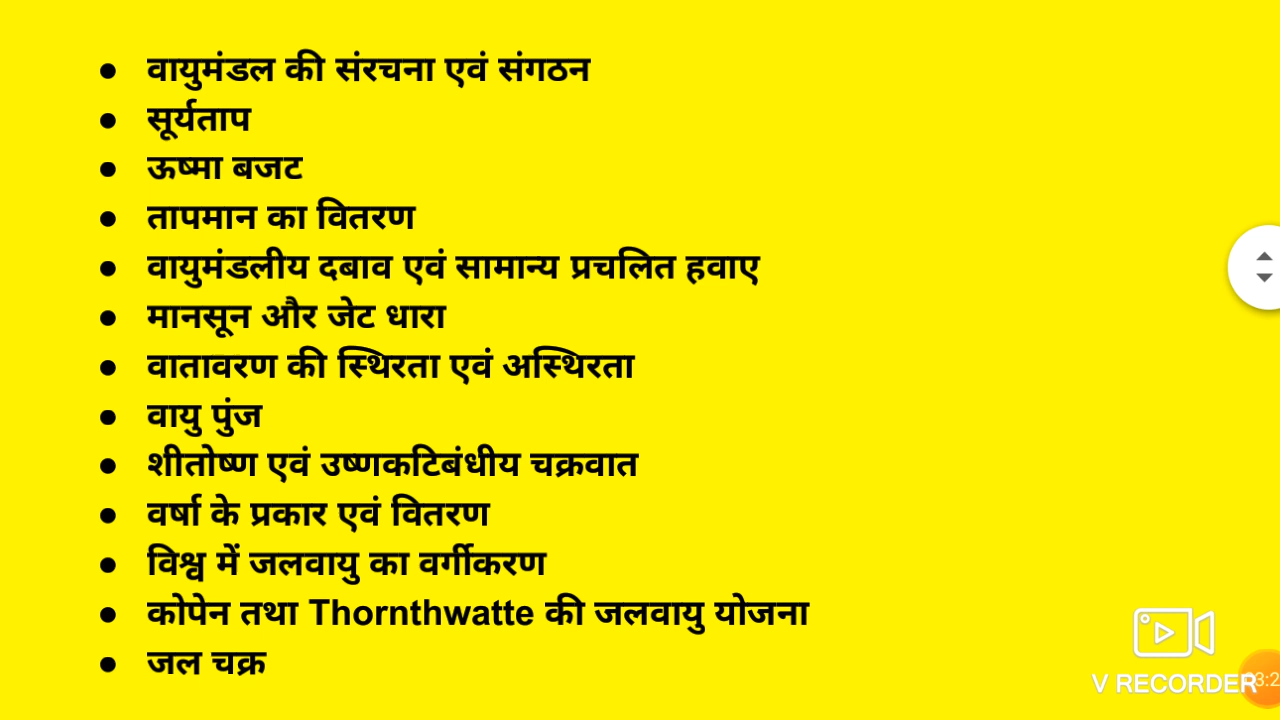 ● वायुमंडल की संरचना एवं संगठन
● सूर्यताप
● ऊष्मा बजट
● तापमान का वितरण
● वायुमंडलीय दबाव एवं सामान्य प्रचलित हवाए
● मानसून और जेट धारा
● वातावरण की स्थिरता एवं अस्थिरता
● वायु पुंज
● शीतोष्ण एवं उष्णकटिबंधीय चक्रवात
● वर्षा के प्रकार एवं वितरण
● विश्व में जलवायु का वर्गीकरण
● कोपेन तथा Thornthwatte की जलवायु योजना
● जल चक्र
V RECORDER